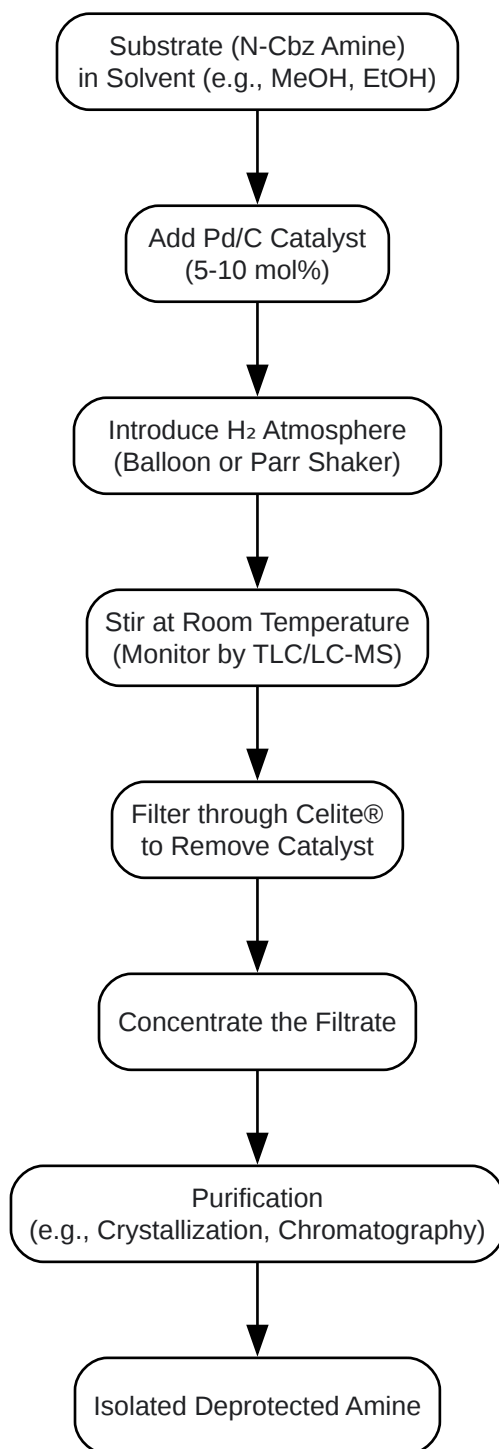 Substrate (N-Cbz Amine)
in Solvent (e.g., MeOH, EtOH)
Add Pd/C Catalyst
(5-10 mol%)
Introduce H₂ Atmosphere
(Balloon or Parr Shaker)
Stir at Room Temperature
(Monitor by TLC/LC-MS)
Filter through Celite®
to Remove Catalyst
Concentrate the Filtrate
Purification
(e.g., Crystallization, Chromatography)
Isolated Deprotected Amine